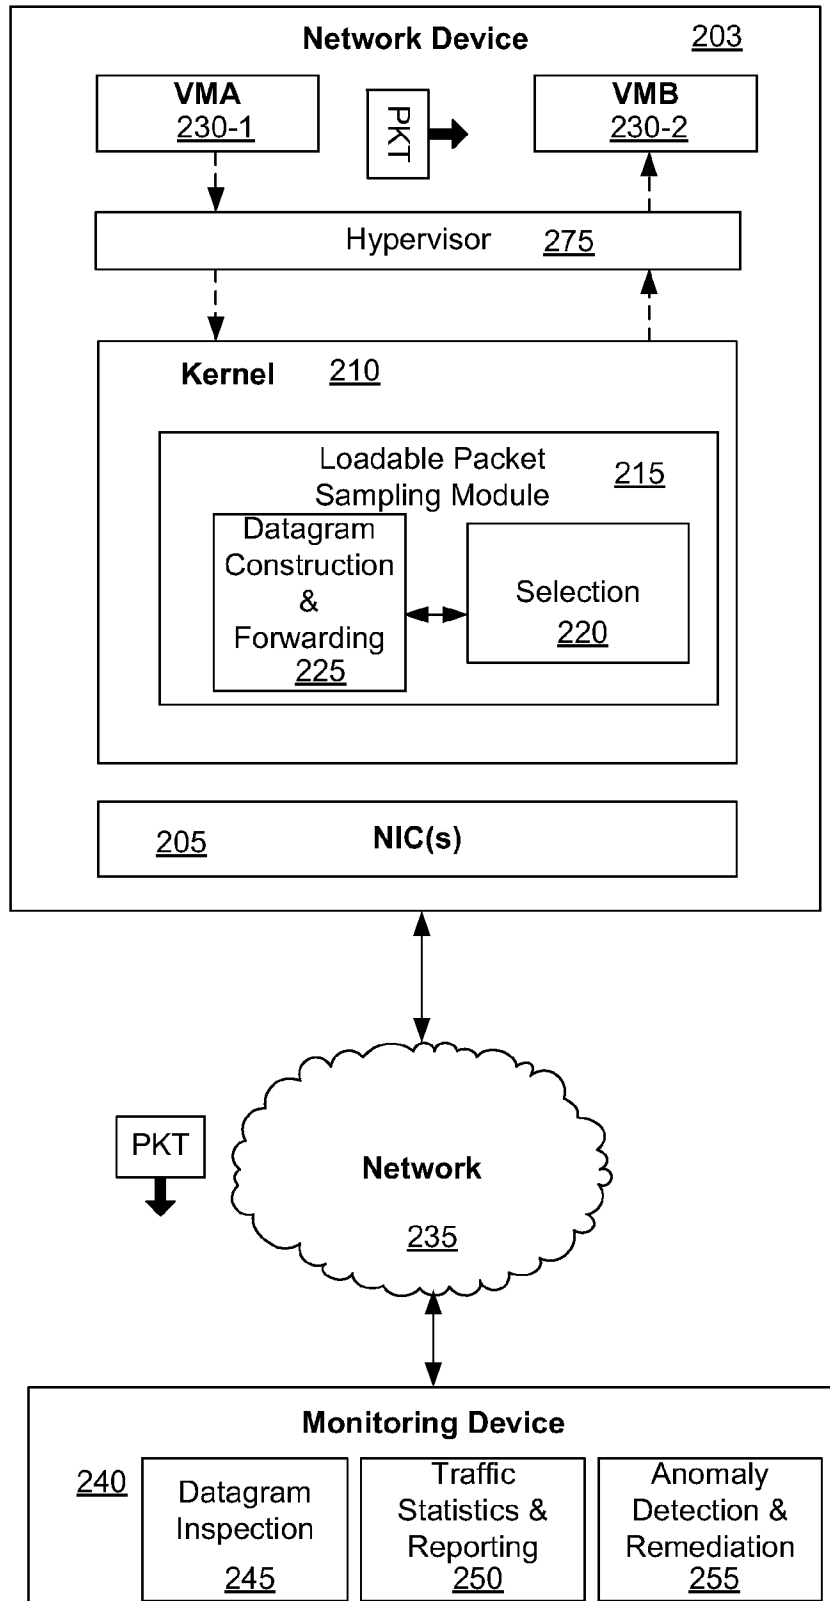 Network Device 203
VMA
230-1
PKT
VMB
230-2
Hypervisor 275
Kernel 210
Loadable Packet
Sampling Module
215
Datagram
Construction
&
Forwarding
225
Selection
220
205 NIC(s)
PKT
Network
235
Monitoring Device
240
Datagram
Inspection
245
Traffic
Statistics &
Reporting
250
Anomaly
Detection &
Remediation
255